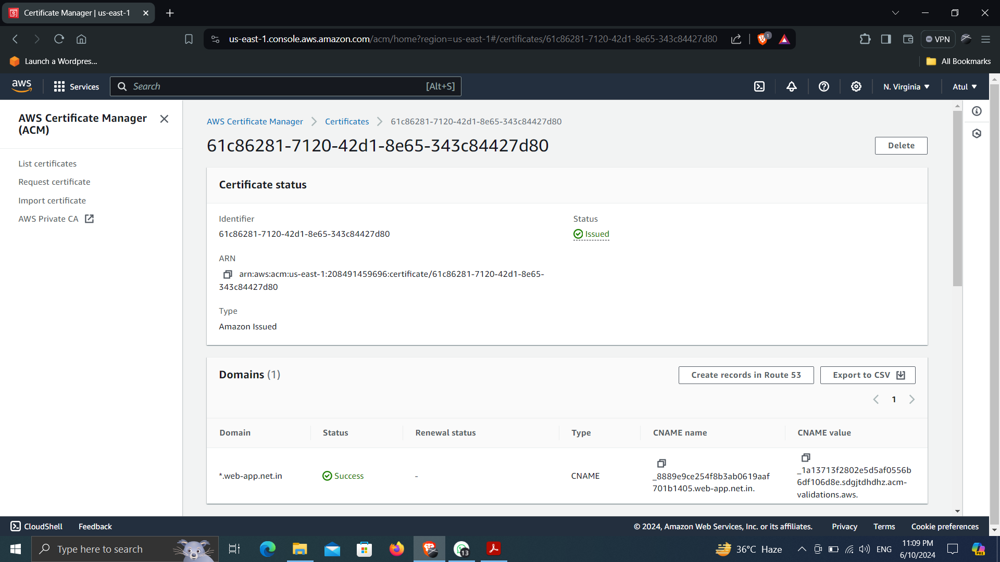 Certificate Manager | us-east-1
us-east-1.console.aws.amazon.com/acm/home?region=us-east-1#/certificates/61c86281-7120-42d1-8e65-343c84427d80
1
VPN
Launch a Wordpres...
All Bookmarks
aws
Services
Search
[Alt+S]
N. Virginia
Atul
AWS Certificate Manager
(ACM)
List certificates
Request certificate
Import certificate
AWS Private CA
AWS Certificate Manager
Certificates
61c86281-7120-42d1-8e65-343c84427d80
61c86281-7120-42d1-8e65-343c84427d80
Delete
Certificate status
Identifier
61c86281-7120-42d1-8e65-343c84427d80
Status
Issued
ARN
arn:aws:acm:us-east-1:208491459696:certificate/61c86281-7120-42d1-8e65-
343c84427d80
Type
Amazon Issued
Domains (1)
Create records in Route 53
Export to CSV
1
Domain
Status
Renewal status
Type
CNAME name
CNAME value
*.web-app.net.in
Success
-
CNAME
_8889e9ce254f8b3ab0619aaf
701b1405.web-app.net.in.
_1a13713f2802e5d5af0556b
6df106d8e.sdgjtdhdhz.acm-
validations.aws.
CloudShell
Feedback
© 2024, Amazon Web Services, Inc. or its affiliates.
Privacy
Terms
Cookie preferences
Type here to search
13
36°C Haze
ENG
11:09 PM
6/10/2024
PRE